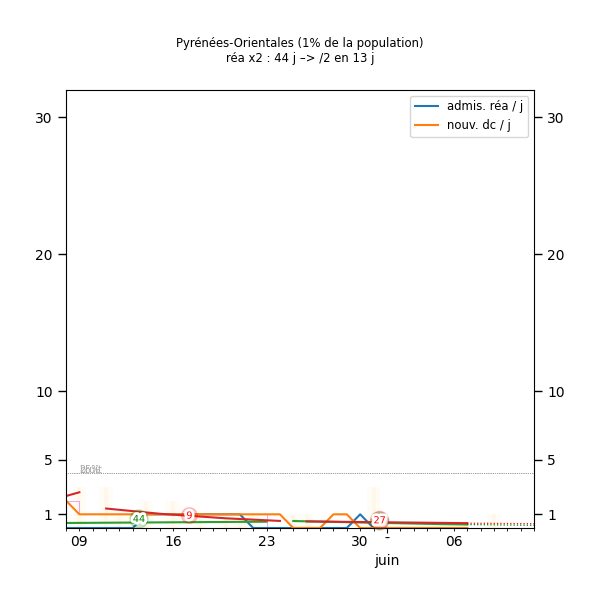 Pyrénées-Orientales (1% de la population)
réa x2 : 44 j –> /2 en 13 j
admis. réa / j
nouv. dc / j
30 30
20 20
10 10
5 5
1 1
44 9 27
09 16 23 30 - 06
juin